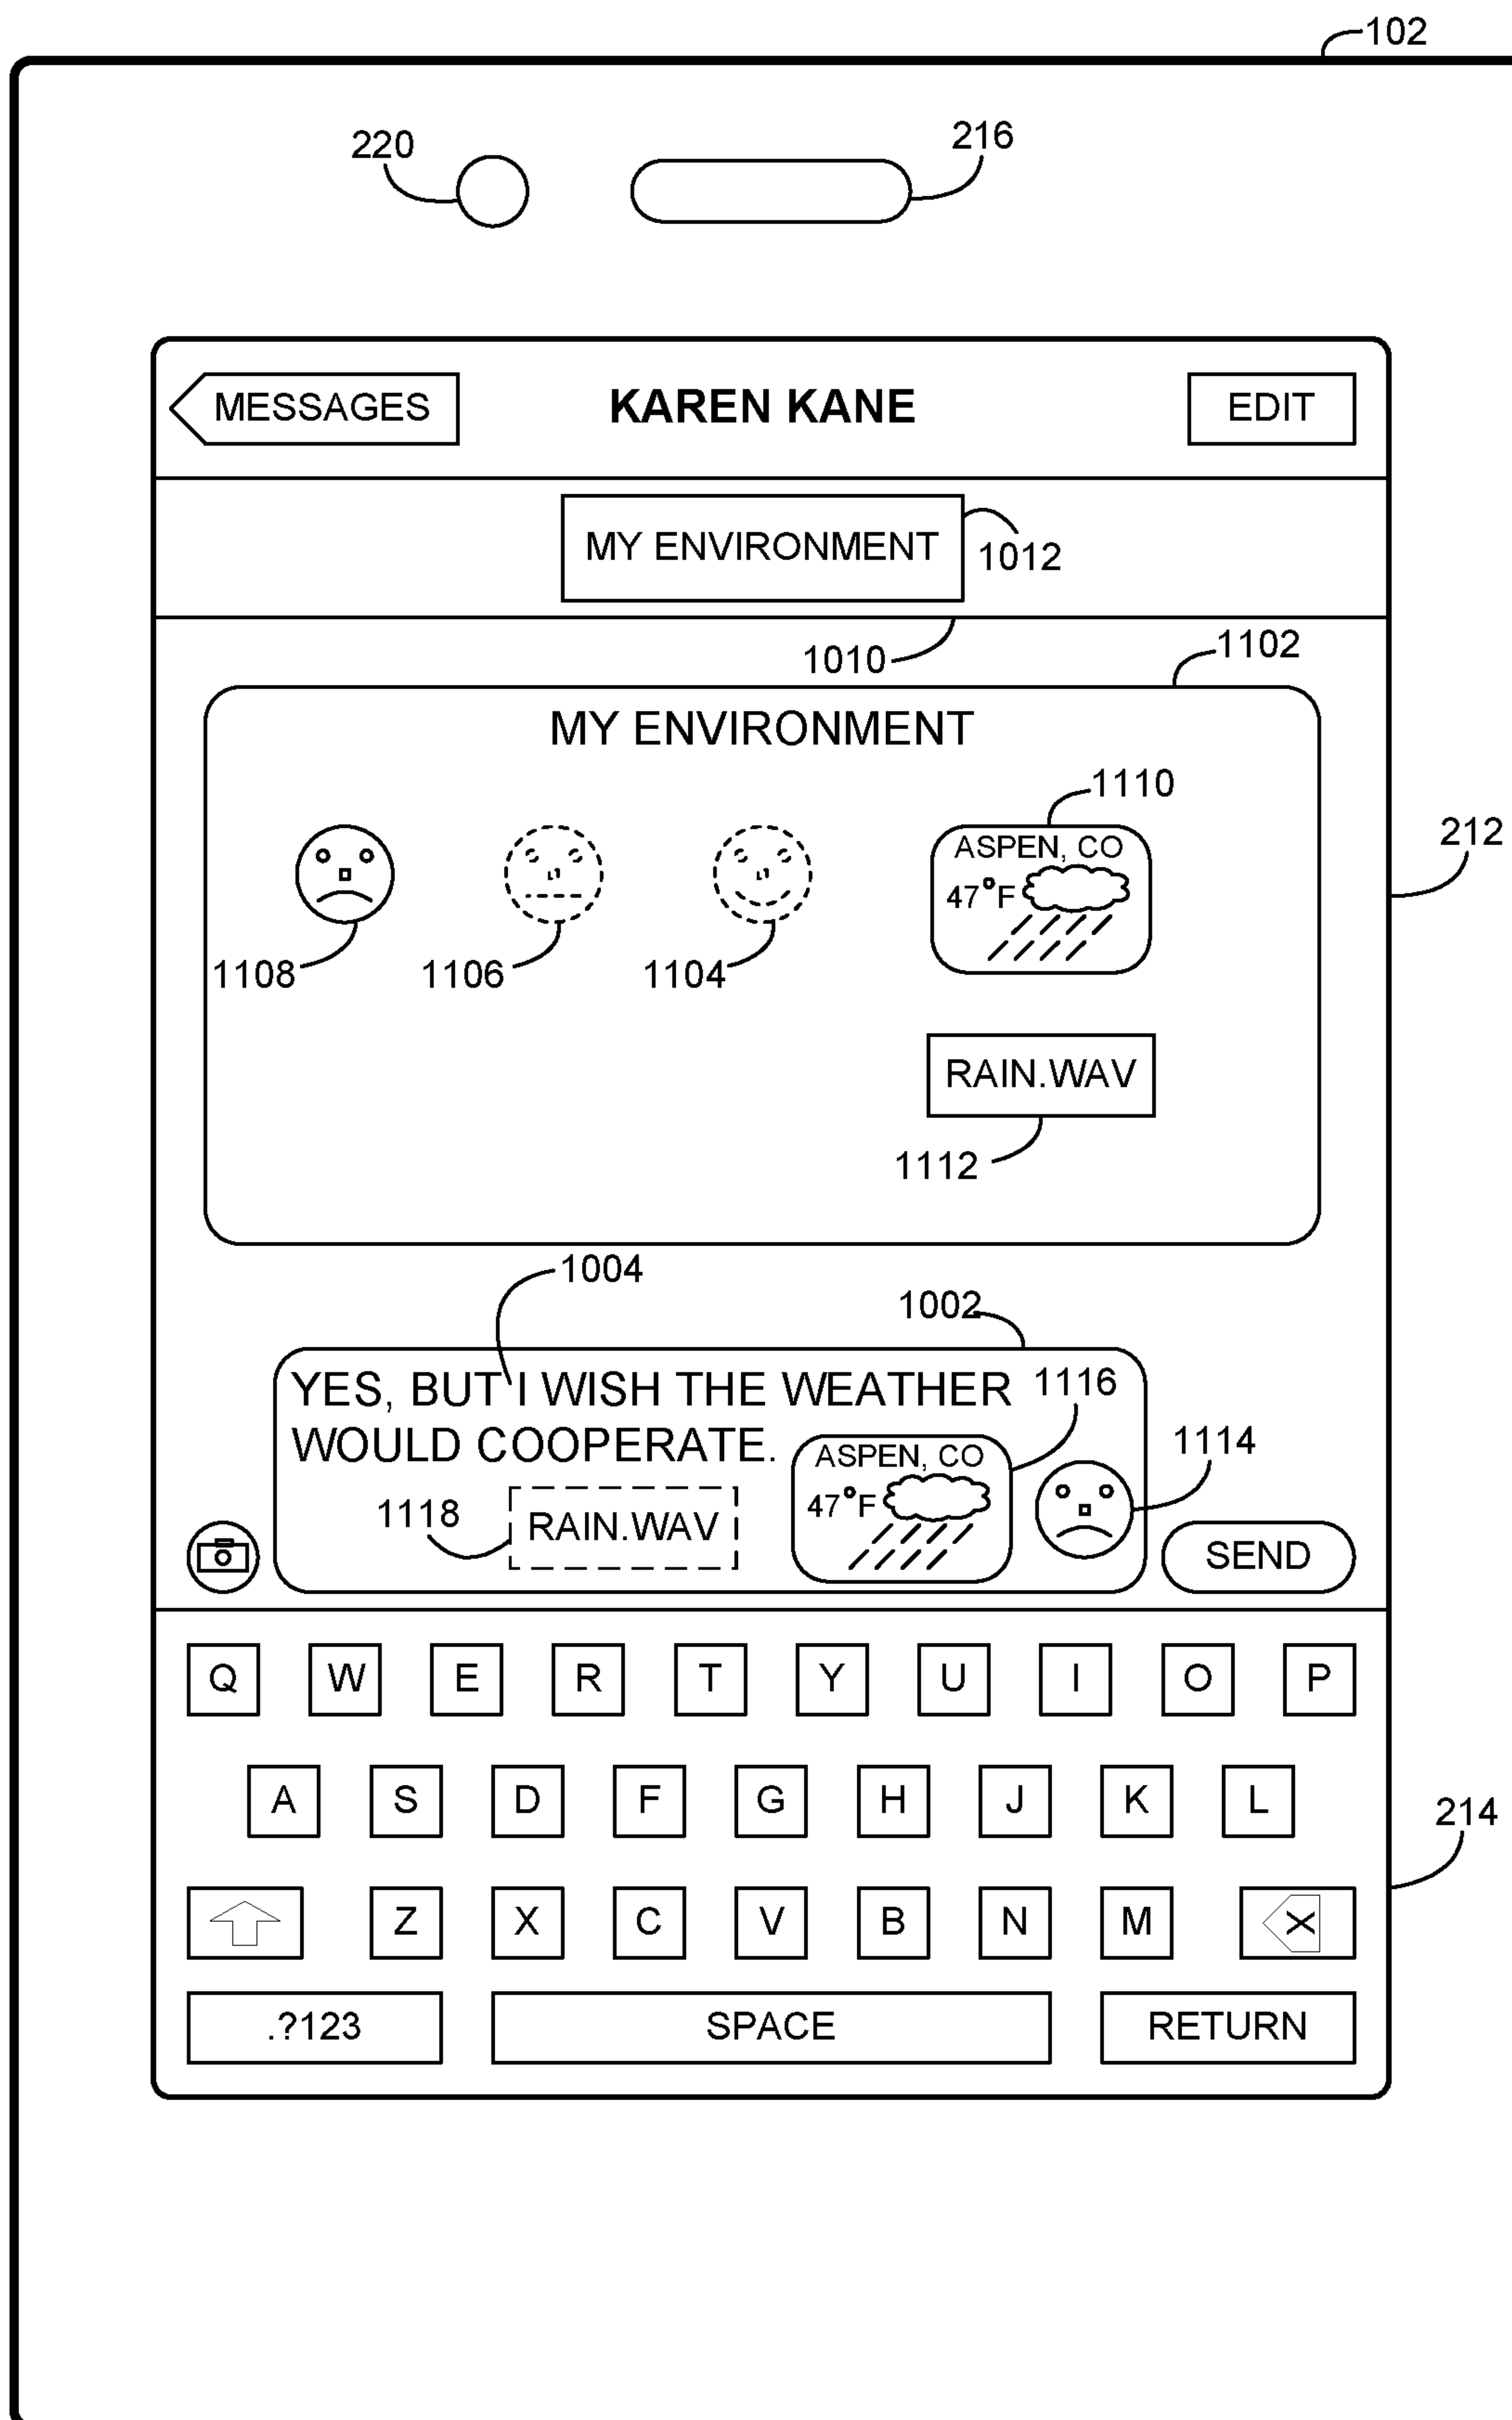 102
220
216
MESSAGES
KAREN KANE
EDIT
MY ENVIRONMENT
1012
1010
1102
MY ENVIRONMENT
1110
212
ASPEN, CO
47°F
1108
1106
1104
RAIN.WAV
1112
1004
1002
YES, BUT I WISH THE WEATHER
1116
WOULD COOPERATE.
1114
ASPEN, CO
47°F
1118
RAIN.WAV
SEND
Q W E R T Y U I O P
A S D F G H J K L
214
Z X C V B N M X
.?123 SPACE RETURN